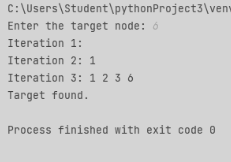 C:\Users\Student\pythonProject3\venv
Enter the target node: 6
Iteration 1:
Iteration 2: 1
Iteration 3: 1 2 3 6
Target found.
Process finished with exit code 0